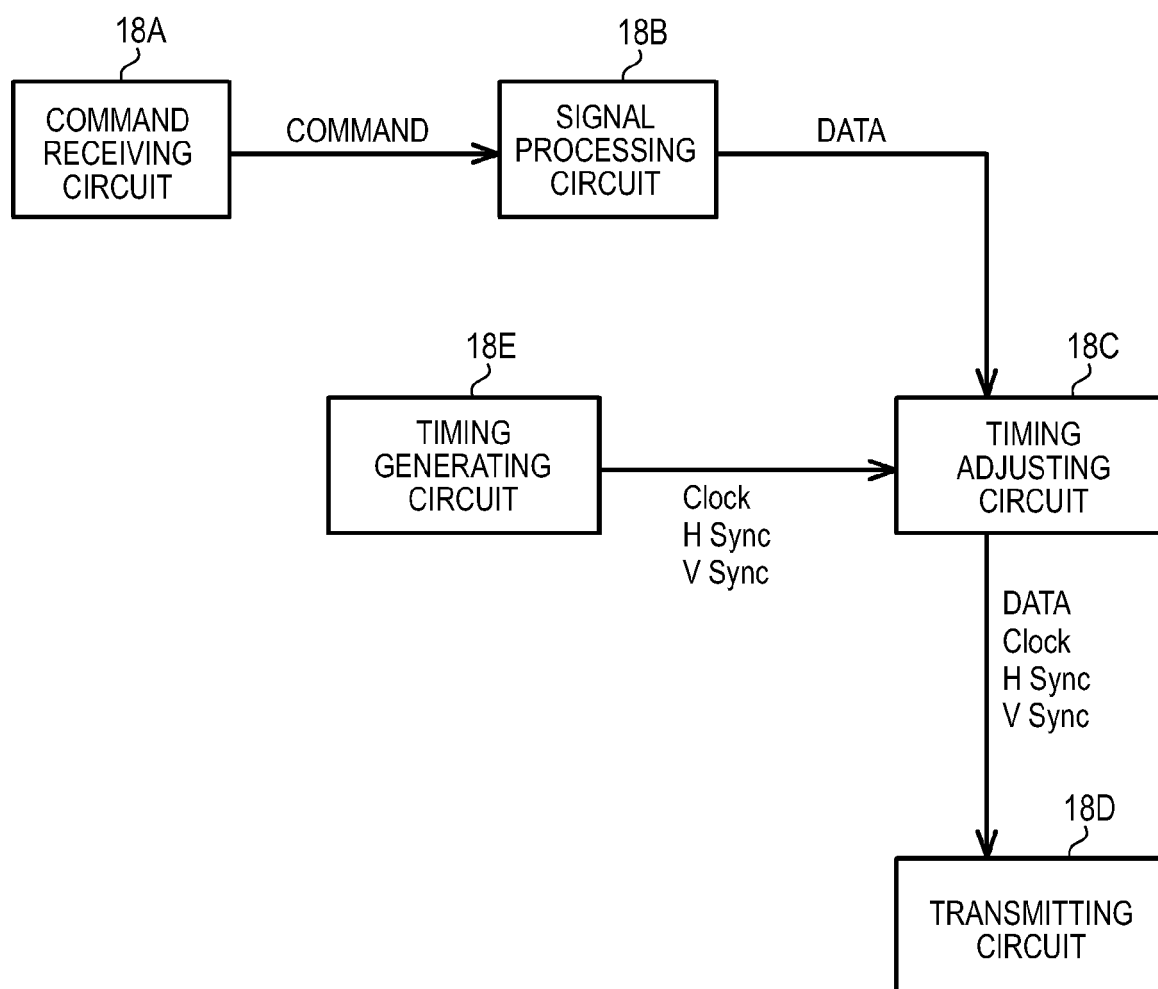 18A
COMMAND
RECEIVING
CIRCUIT
COMMAND
18B
SIGNAL
PROCESSING
CIRCUIT
DATA
18E
TIMING
GENERATING
CIRCUIT
Clock
H Sync
V Sync
18C
TIMING
ADJUSTING
CIRCUIT
DATA
Clock
H Sync
V Sync
18D
TRANSMITTING
CIRCUIT